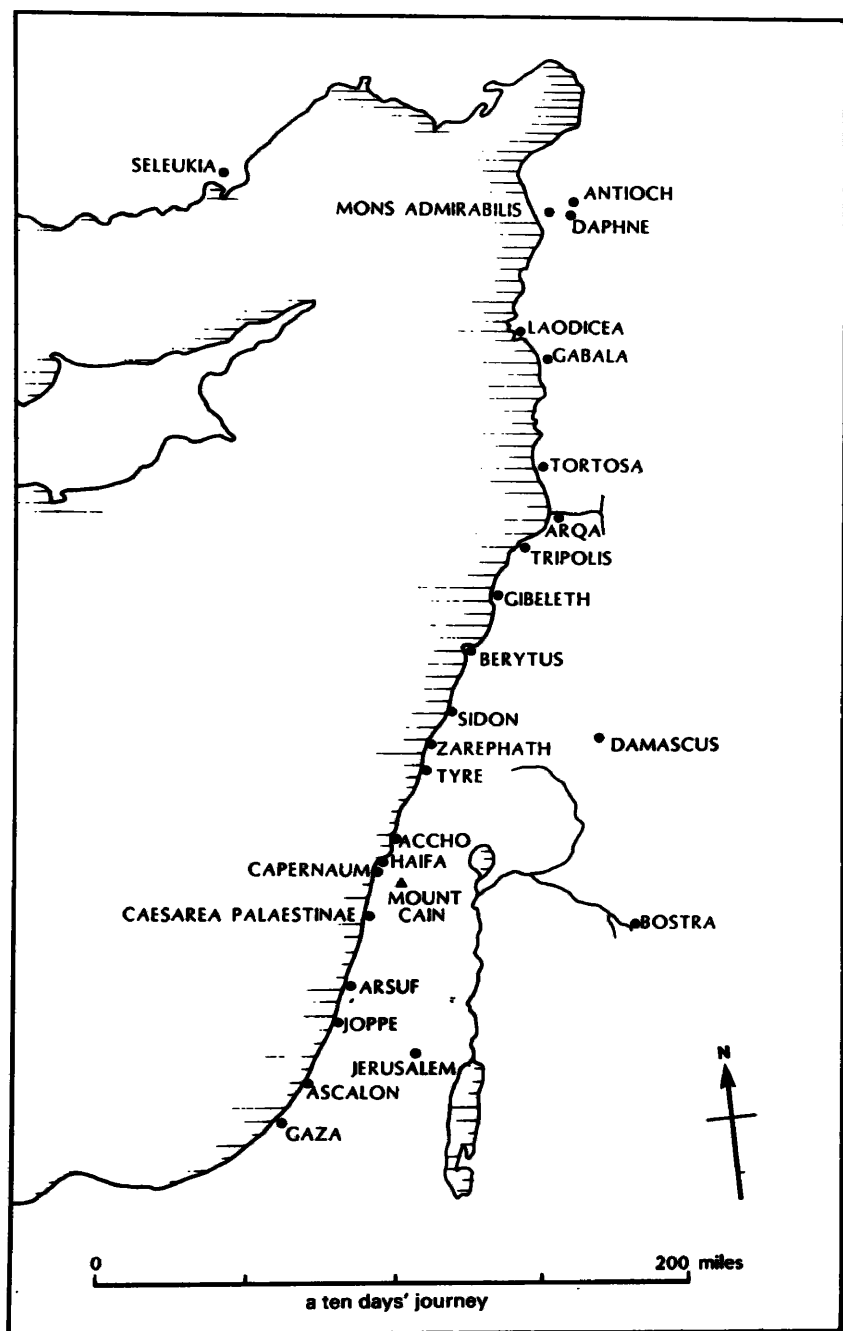 SELEUKIA
ANTIOCH
MONS ADMIRABILIS
DAPHNE
LAODICEA
GABALA
TORTOSA
ARQA
TRIPOLIS
GIBELETH
BERYTUS
SIDON
ZAREPHATH
DAMASCUS
TYRE
ACCHO
HAIFA
CAPERNAUM
MOUNT
CAIN
CAESAREA PALAESTINAE
BOSTRA
ARSUF
JOPPE
JERUSALEM
N
ASCALON
GAZA
0 200 miles
a ten days' journey